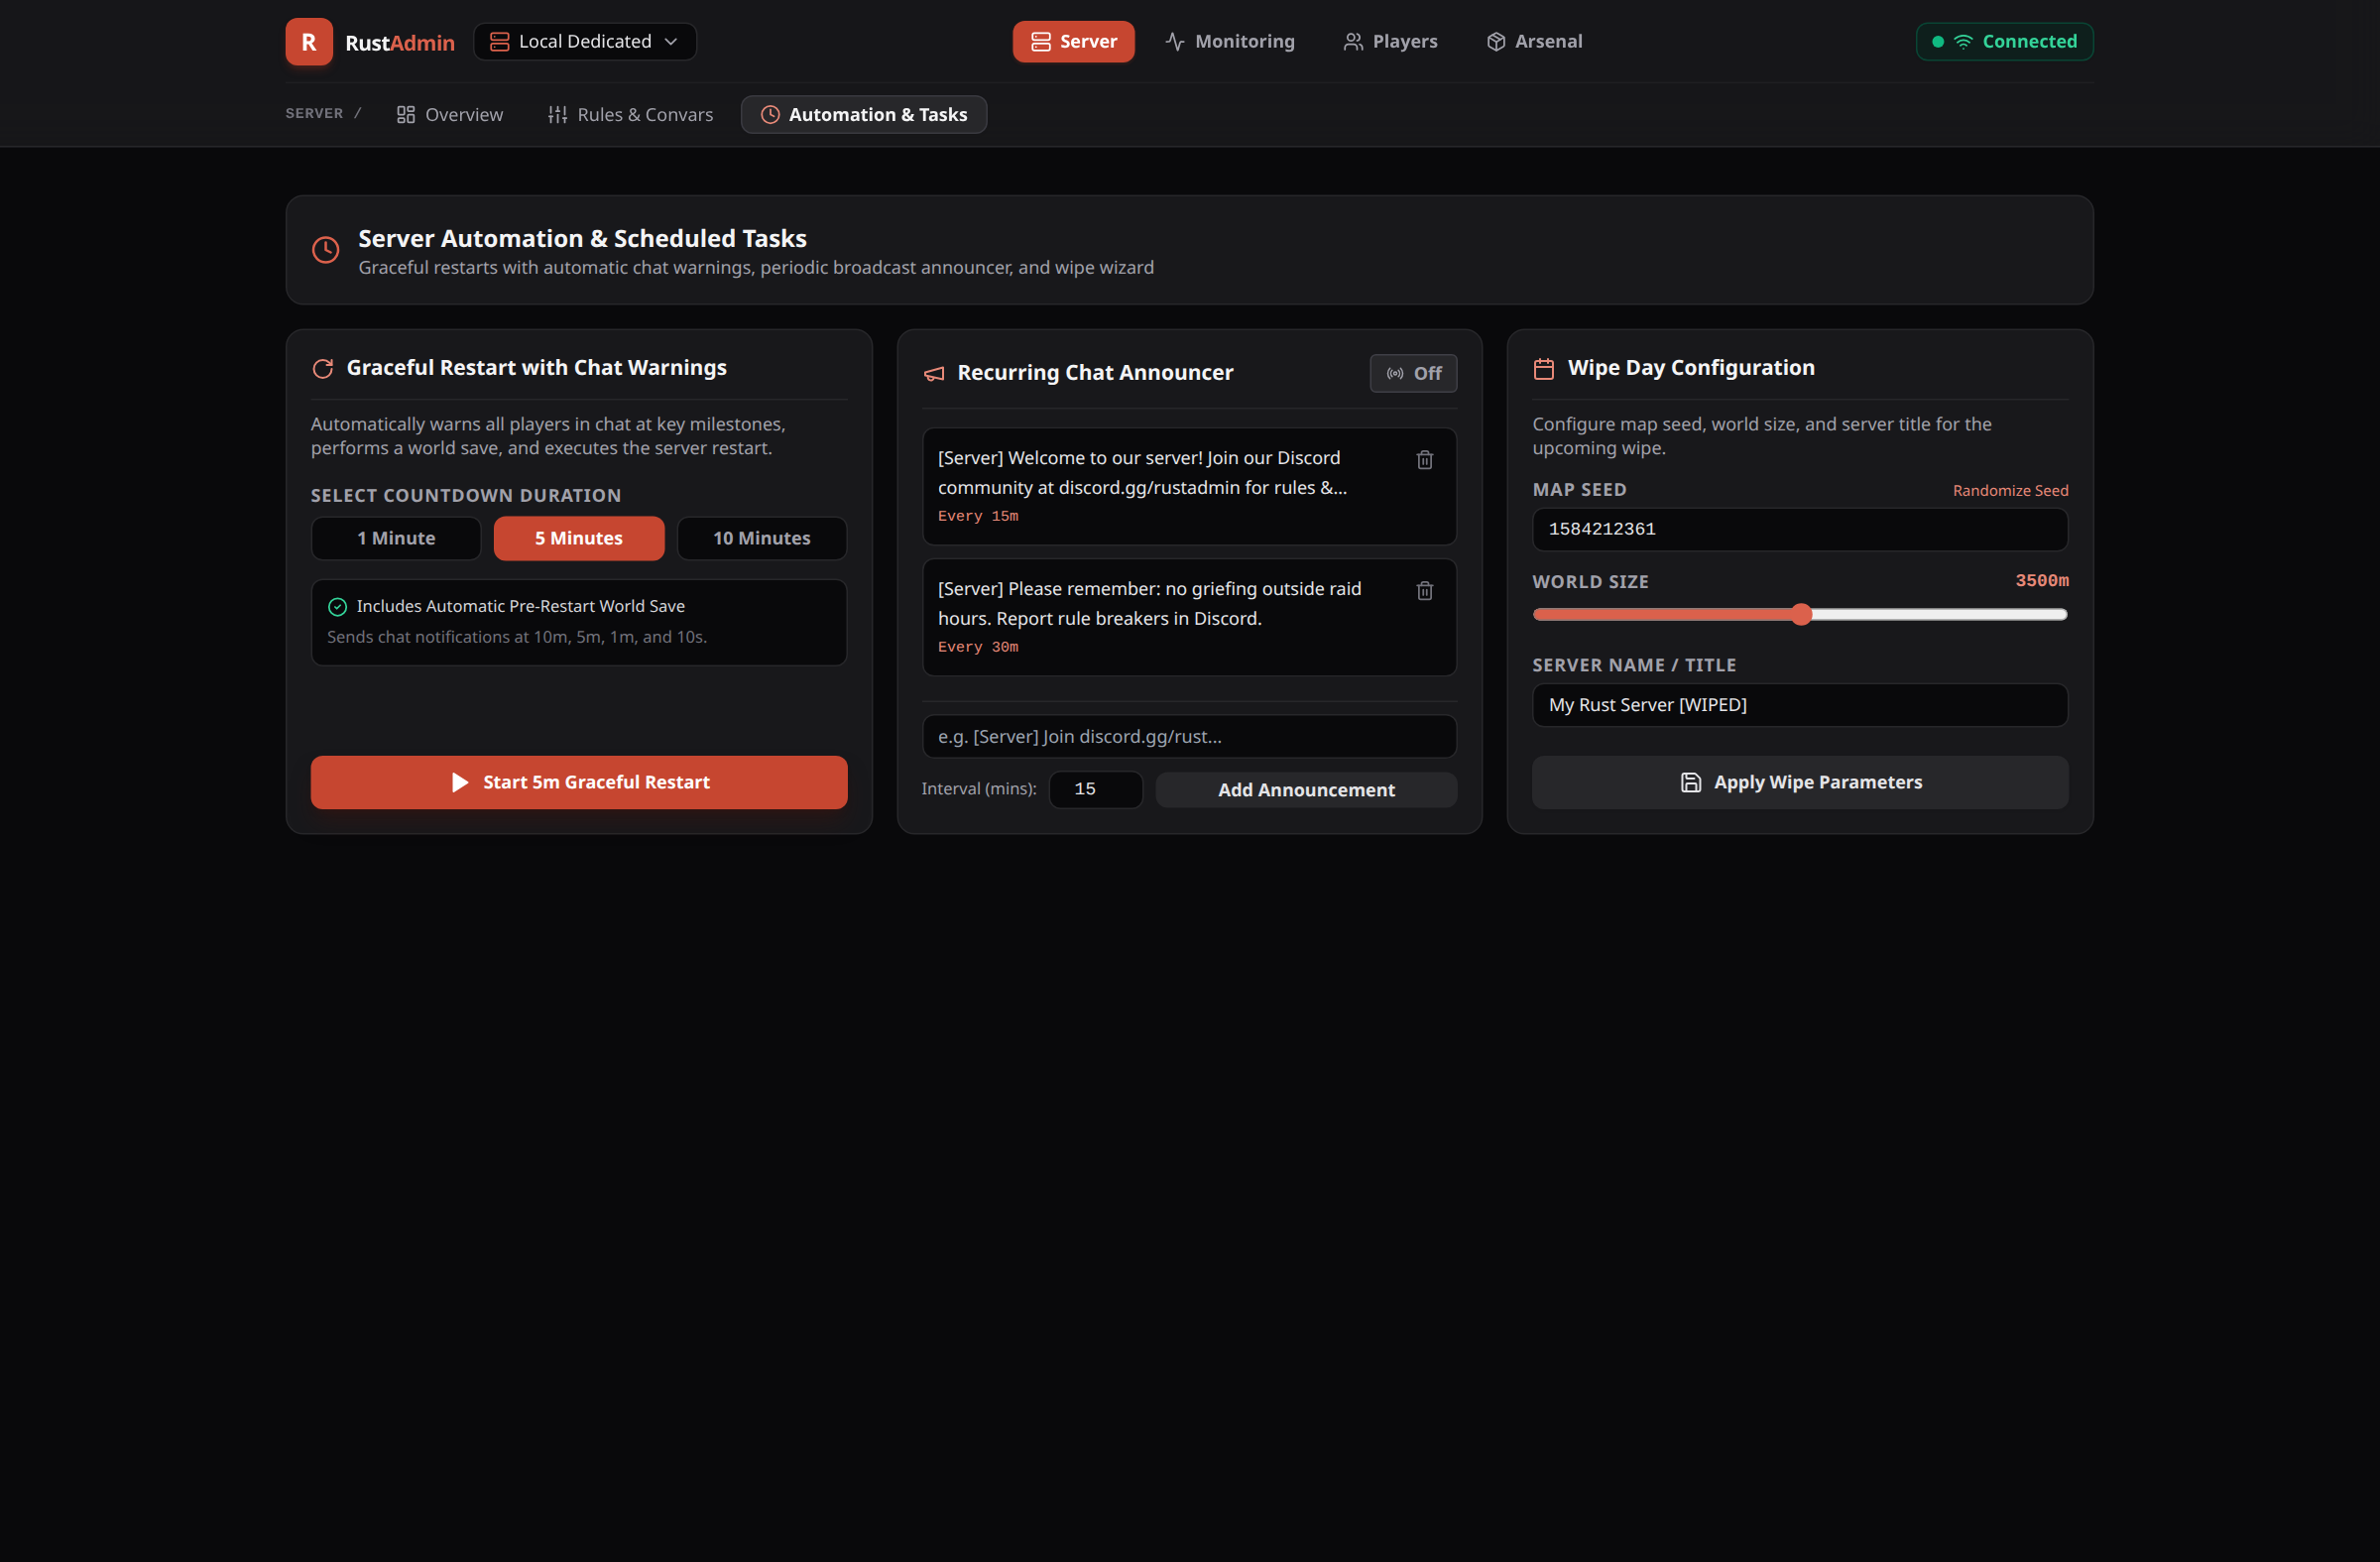 R RustAdmin Local Dedicated Server Monitoring Players Arsenal Connected
SERVER / Overview Rules & Convars Automation & Tasks
Server Automation & Scheduled Tasks
Graceful restarts with automatic chat warnings, periodic broadcast announcer, and wipe wizard
Graceful Restart with Chat Warnings
Automatically warns all players in chat at key milestones,
performs a world save, and executes the server restart.
SELECT COUNTDOWN DURATION
1 Minute 5 Minutes 10 Minutes
Includes Automatic Pre-Restart World Save
Sends chat notifications at 10m, 5m, 1m, and 10s.
Start 5m Graceful Restart
Recurring Chat Announcer Off
[Server] Welcome to our server! Join our Discord
community at discord.gg/rustadmin for rules &...
Every 15m
[Server] Please remember: no griefing outside raid
hours. Report rule breakers in Discord.
Every 30m
e.g. [Server] Join discord.gg/rust...
Interval (mins): 15 Add Announcement
Wipe Day Configuration
Configure map seed, world size, and server title for the
upcoming wipe.
MAP SEED Randomize Seed
1584212361
WORLD SIZE 3500m
SERVER NAME / TITLE
My Rust Server [WIPED]
Apply Wipe Parameters